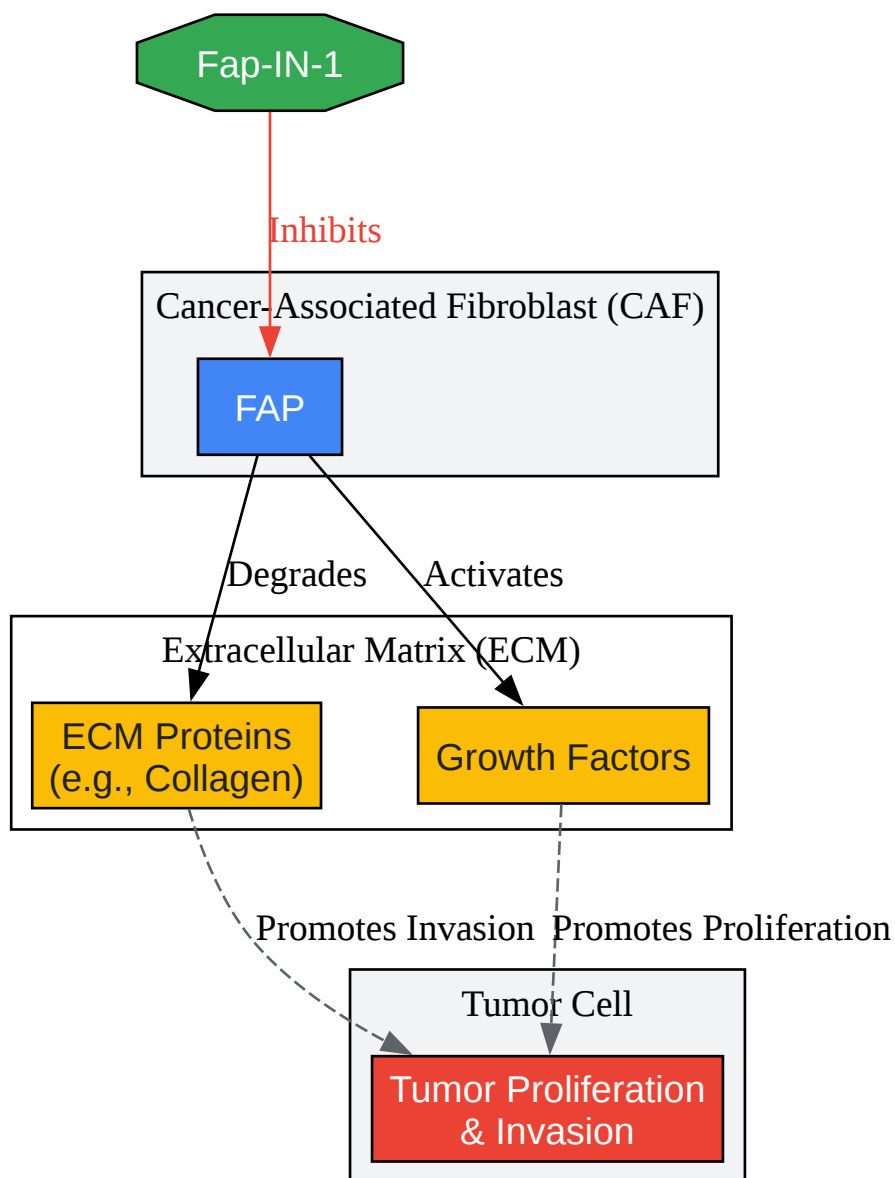 Fap-IN-1
Inhibits
Cancer-Associated Fibroblast (CAF)
FAP
Degrades
Activates
Extracellular Matrix (ECM)
ECM Proteins
(e.g., Collagen)
Growth Factors
Promotes Invasion
Promotes Proliferation
Tumor Cell
Tumor Proliferation
& Invasion